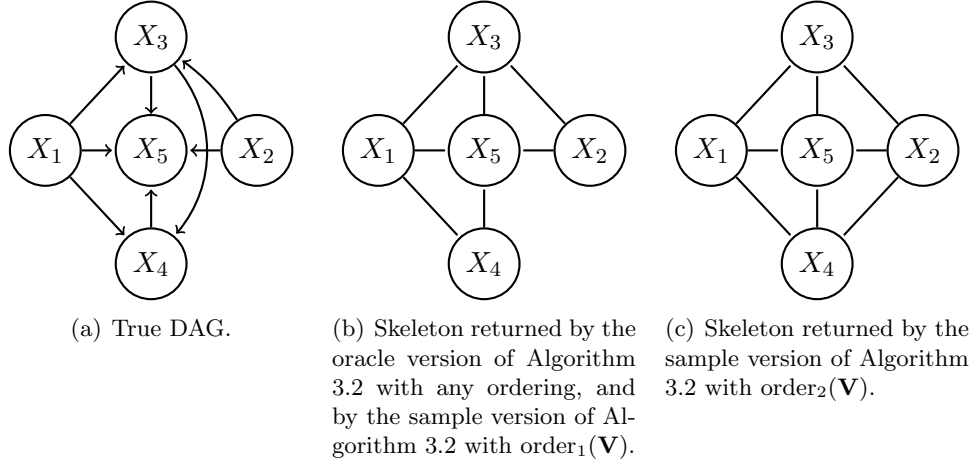 X₃
X₁ X₅ X₂
X₄
(a) True DAG.
X₃
X₁ X₅ X₂
X₄
(b) Skeleton returned by the
oracle version of Algorithm
3.2 with any ordering, and
by the sample version of Al-
gorithm 3.2 with order₁(V).
X₃
X₁ X₅ X₂
X₄
(c) Skeleton returned by the
sample version of Algorithm
3.2 with order₂(V).